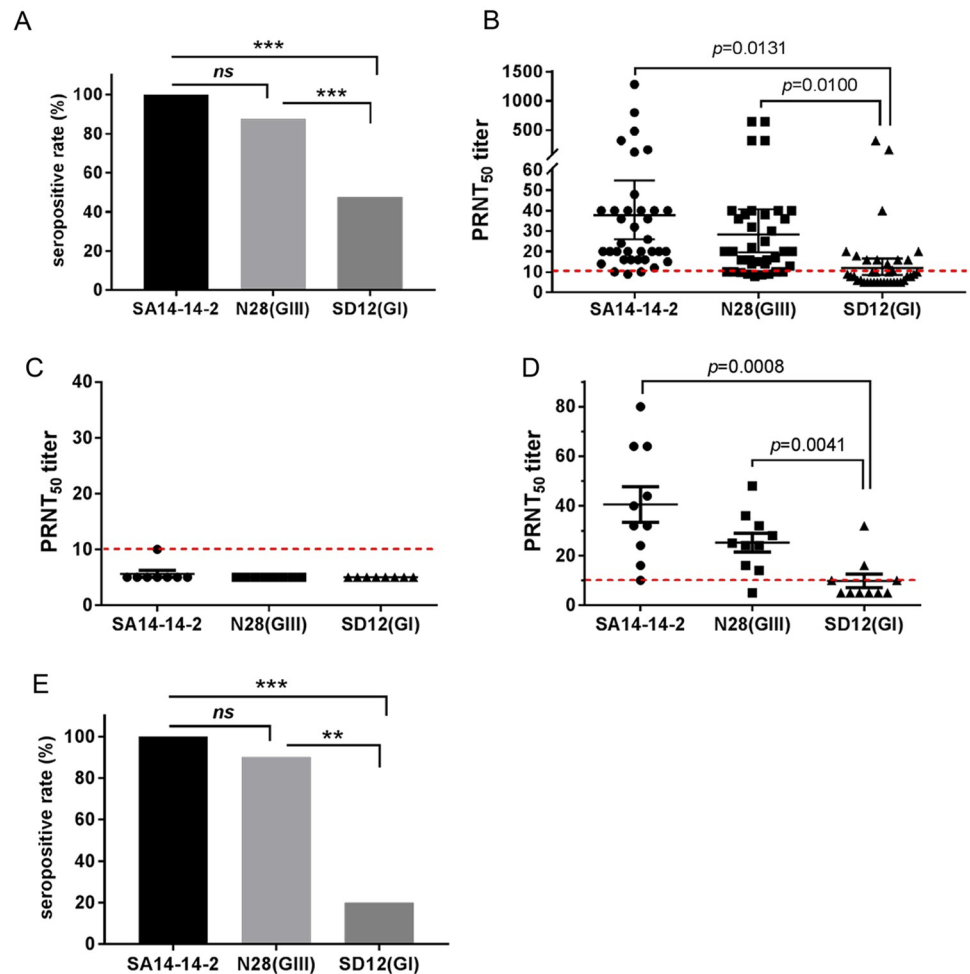 A
***
ns
***
seropositive rate (%)
100
80
60
40
20
0
SA14-14-2 N28(GIII) SD12(GI)
B
p=0.0131
p=0.0100
PRNT50 titer
1500
1000
500
60
50
40
30
20
10
0
SA14-14-2 N28(GIII) SD12(GI)
C
PRNT50 titer
40
30
20
10
0
SA14-14-2 N28(GIII) SD12(GI)
D
p=0.0008
p=0.0041
PRNT50 titer
80
60
40
20
0
SA14-14-2 N28(GIII) SD12(GI)
E
***
ns
**
seropositive rate (%)
100
80
60
40
20
0
SA14-14-2 N28(GIII) SD12(GI)